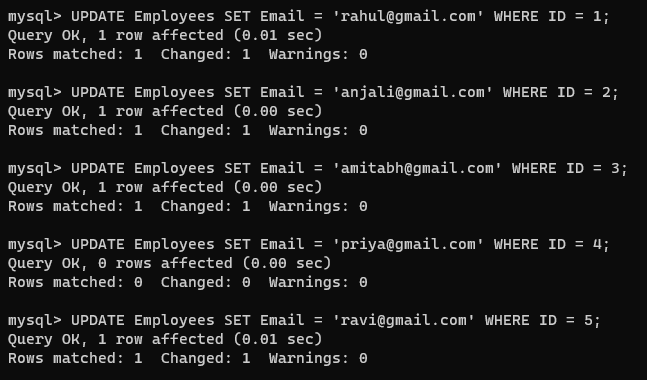 mysql> UPDATE Employees SET Email = 'rahul@gmail.com' WHERE ID = 1;
Query OK, 1 row affected (0.01 sec)
Rows matched: 1  Changed: 1  Warnings: 0

mysql> UPDATE Employees SET Email = 'anjali@gmail.com' WHERE ID = 2;
Query OK, 1 row affected (0.00 sec)
Rows matched: 1  Changed: 1  Warnings: 0

mysql> UPDATE Employees SET Email = 'amitabh@gmail.com' WHERE ID = 3;
Query OK, 1 row affected (0.00 sec)
Rows matched: 1  Changed: 1  Warnings: 0

mysql> UPDATE Employees SET Email = 'priya@gmail.com' WHERE ID = 4;
Query OK, 0 rows affected (0.00 sec)
Rows matched: 0  Changed: 0  Warnings: 0

mysql> UPDATE Employees SET Email = 'ravi@gmail.com' WHERE ID = 5;
Query OK, 1 row affected (0.01 sec)
Rows matched: 1  Changed: 1  Warnings: 0